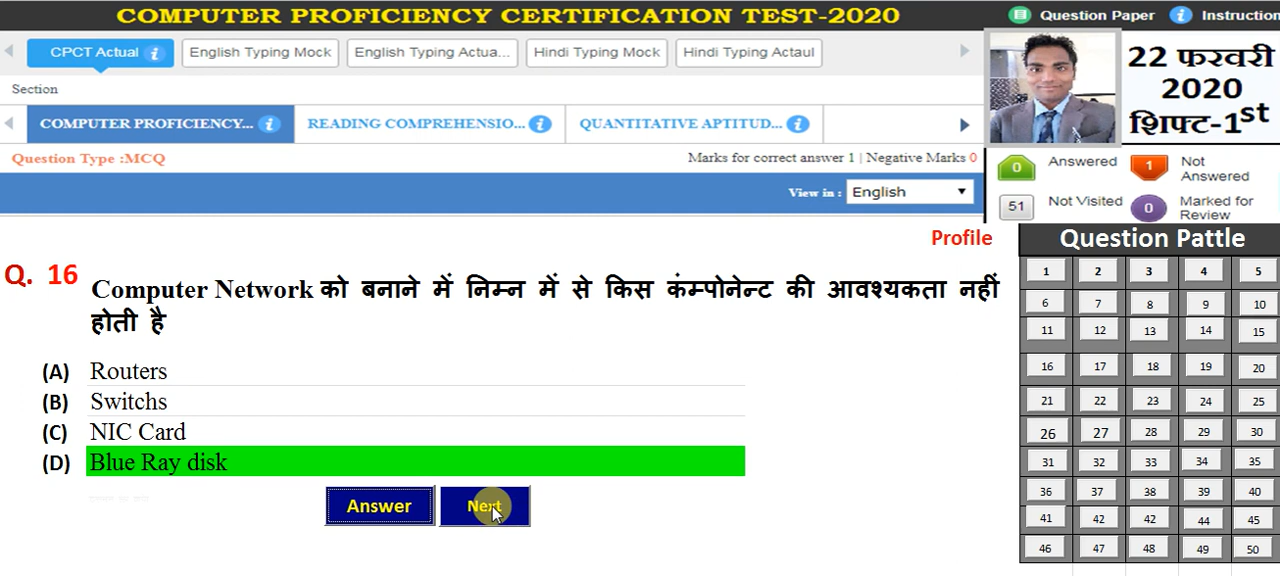 COMPUTER PROFICIENCY CERTIFICATION TEST-2020
Question Paper
Instruction
CPCT Actual
English Typing Mock
English Typing Actua...
Hindi Typing Mock
Hindi Typing Actaul
22 फरवरी
2020
शिफ्ट-1st
Section
COMPUTER PROFICIENCY...
READING COMPREHENSIO...
QUANTITATIVE APTITUD...
Question Type :MCQ
Marks for correct answer 1 | Negative Marks 0
0 Answered
1 Not Answered
View in : English
51 Not Visited
0 Marked for Review
Profile
Question Pattle
Q. 16 Computer Network को बनाने में निम्न में से किस कंम्पोनेन्ट की आवश्यकता नहीं
होती है
(A) Routers
(B) Switchs
(C) NIC Card
(D) Blue Ray disk
Answer
Next
1 2 3 4 5
6 7 8 9 10
11 12 13 14 15
16 17 18 19 20
21 22 23 24 25
26 27 28 29 30
31 32 33 34 35
36 37 38 39 40
41 42 42 44 45
46 47 48 49 50